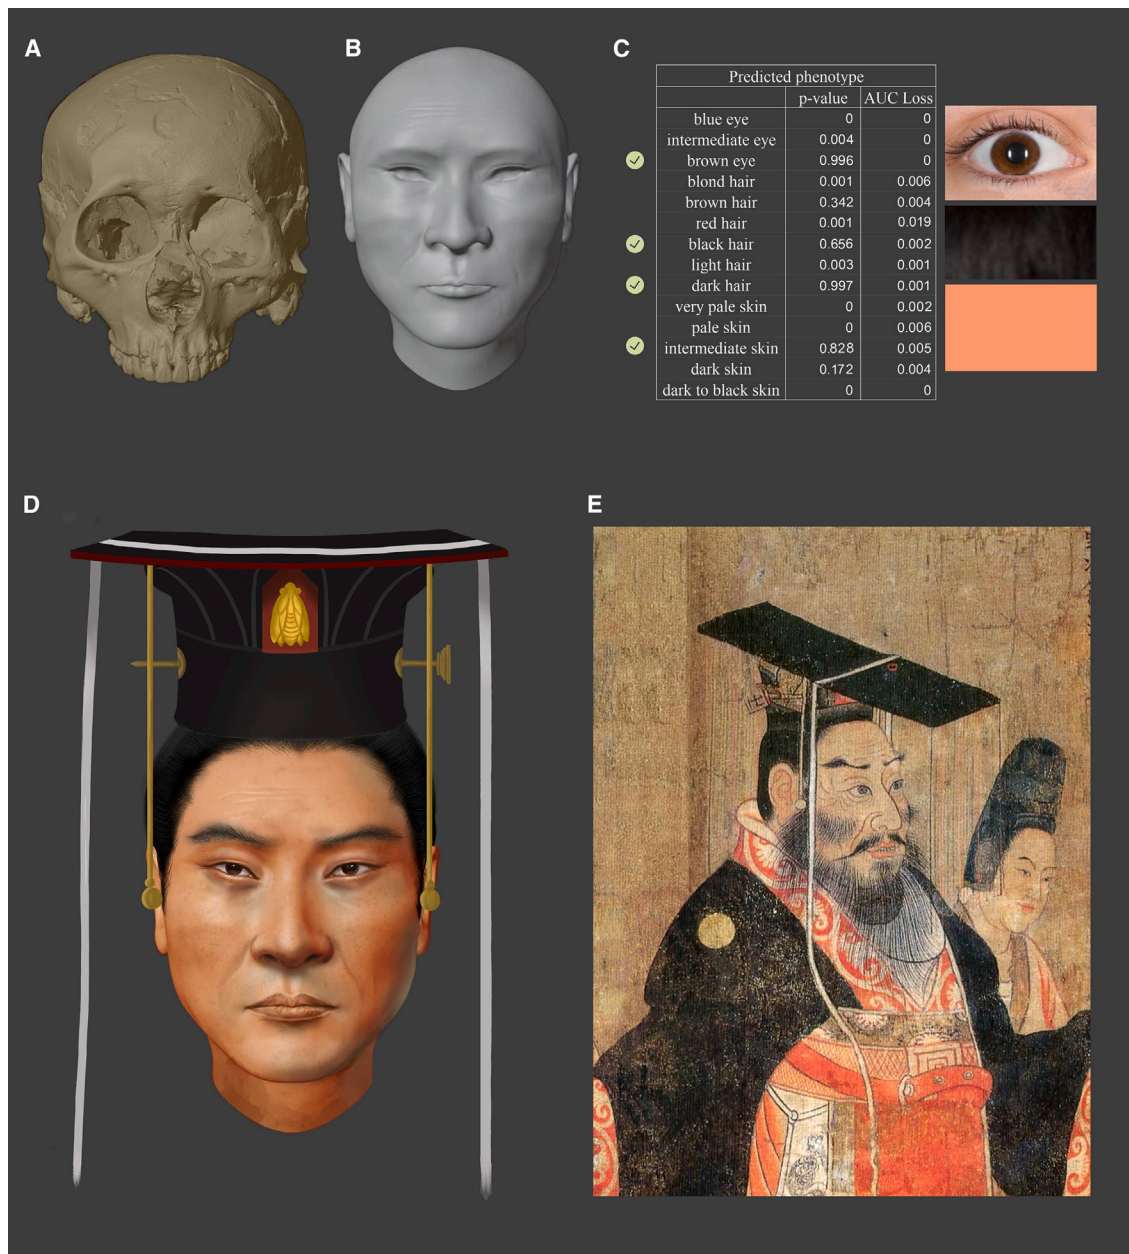 A
B
C
Predicted phenotype
p-value AUC Loss
blue eye 0 0
intermediate eye 0.004 0
brown eye 0.996 0
blond hair 0.001 0.006
brown hair 0.342 0.004
red hair 0.001 0.019
black hair 0.656 0.002
light hair 0.003 0.001
dark hair 0.997 0.001
very pale skin 0 0.002
pale skin 0 0.006
intermediate skin 0.828 0.005
dark skin 0.172 0.004
dark to black skin 0 0
D
E